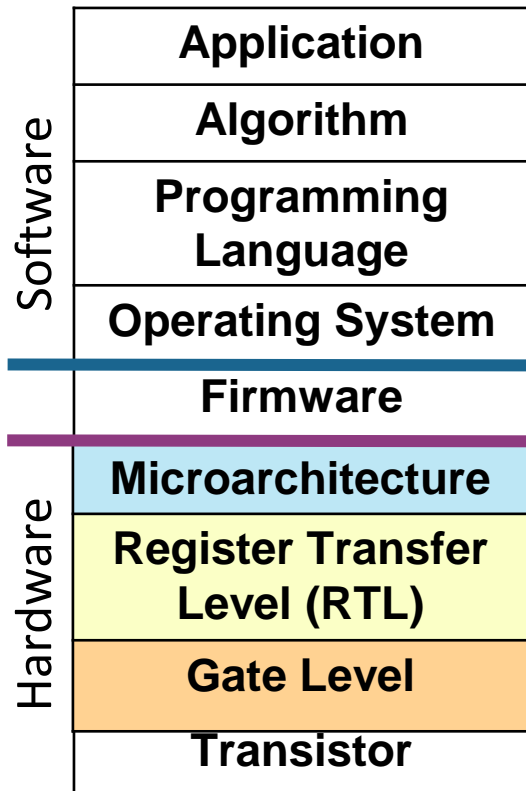 Software
Application
Algorithm
Programming
Language
Operating System
Firmware
Hardware
Microarchitecture
Register Transfer
Level (RTL)
Gate Level
Transistor